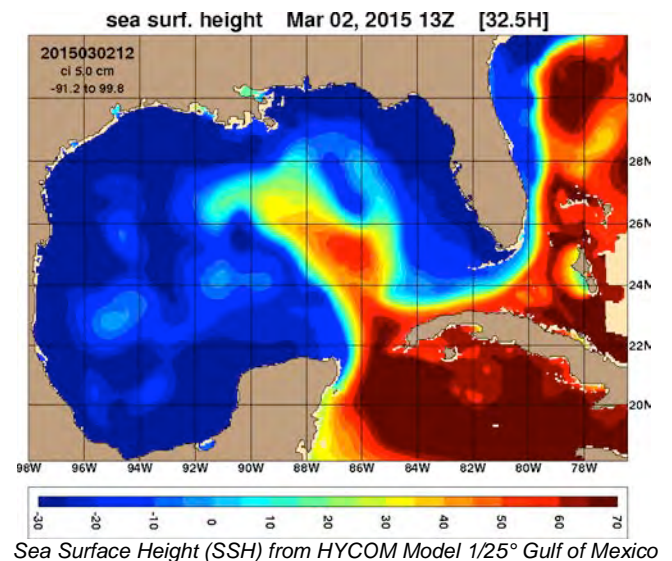 sea surf. height Mar 02, 2015 13Z [32.5H]
2015030212
ci 5.0 cm
-91.2 to 99.8
30N
28N
26N
24N
22N
20N
98W 96W 94W 92W 90W 88W 86W 84W 82W 80W 78W
-30 -20 -10 0 10 20 30 40 50 60 70
Sea Surface Height (SSH) from HYCOM Model 1/25° Gulf of Mexico